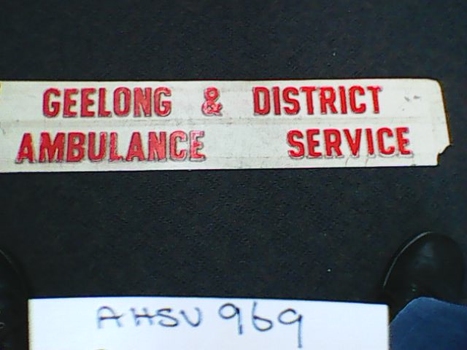 GEELONG & DISTRICT
AMBULANCE SERVICE
AHSV 969